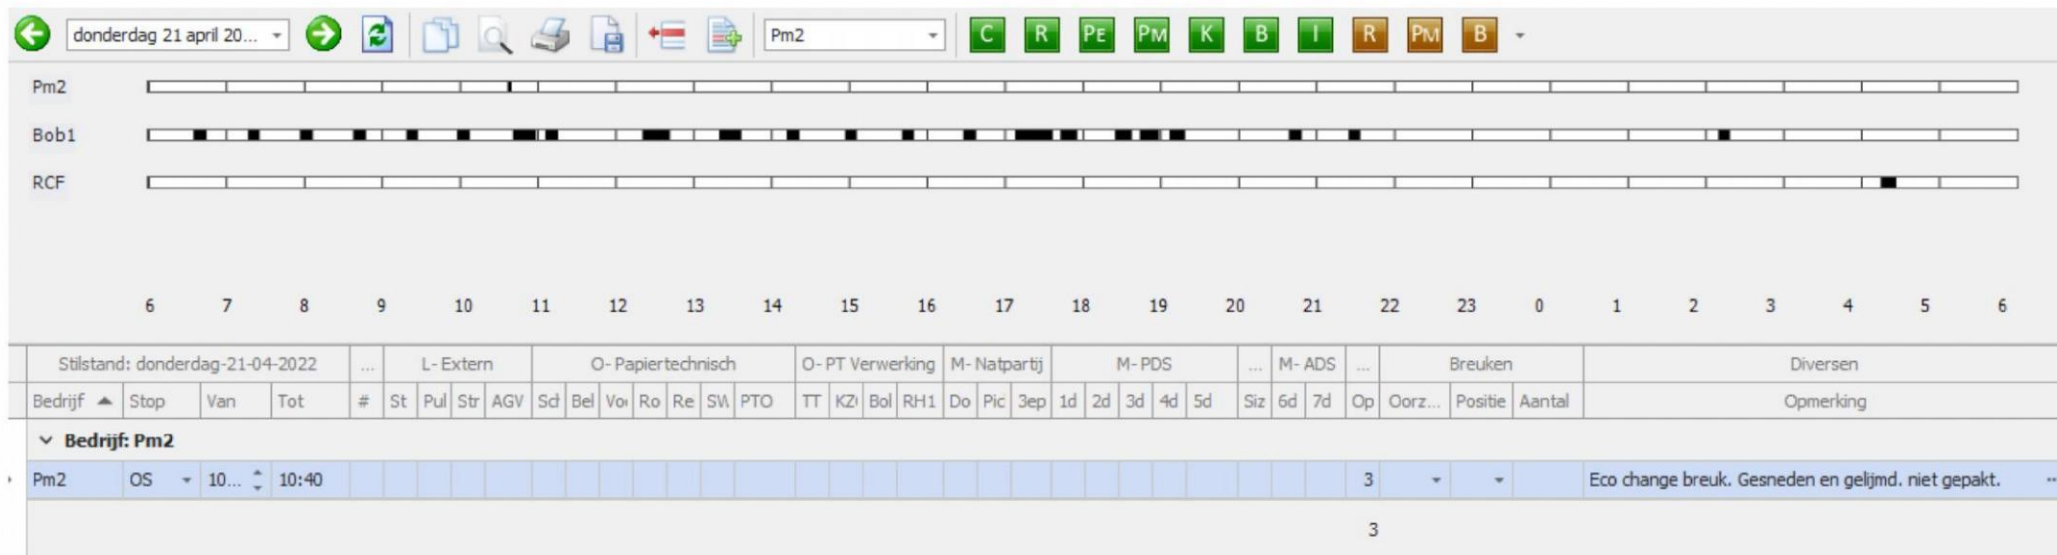 donderdag 21 april 20... Pm2 C R PE PM K B I R PM B
Pm2
Bob1
RCF
6 7 8 9 10 11 12 13 14 15 16 17 18 19 20 21 22 23 0 1 2 3 4 5 6
Stilstand: donderdag-21-04-2022 ... L- Extern O- Papiertechnisch O- PT Verwerking M- Natpartij M- PDS ... M- ADS ... Breuken Diversen
Bedrijf Stop Van Tot # St Pul Str AGV Scl Bel Vo Ro Re SW PTO TT KZ Bol RH1 Do Pic 3ep 1d 2d 3d 4d 5d Siz 6d 7d Op Oorz... Positie Aantal Opmerking
Bedrijf: Pm2
Pm2 OS 10... 10:40 3 Eco change breuk. Gesneden en gelijmd. niet gepakt. ...
3